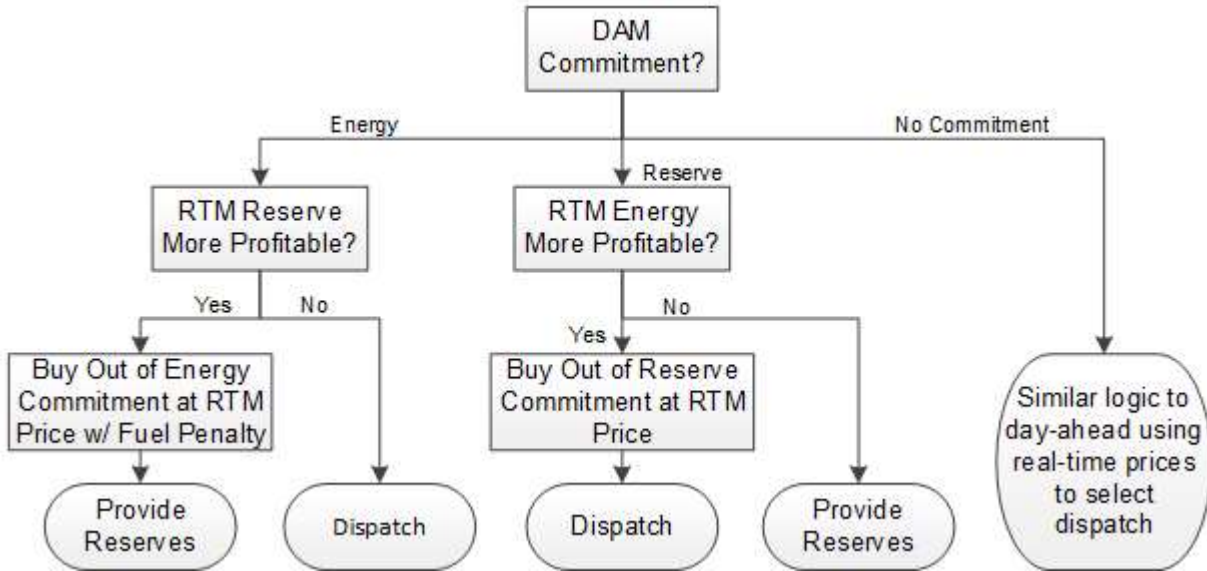 DAM
Commitment?
Energy
No Commitment
Reserve
RTM Reserve
More Profitable?
RTM Energy
More Profitable?
Yes
No
Yes
No
Buy Out of Energy
Commitment at RTM
Price w/ Fuel Penalty
Buy Out of Reserve
Commitment at RTM
Price
Similar logic to
day-ahead using
real-time prices
to select
dispatch
Provide
Reserves
Dispatch
Dispatch
Provide
Reserves